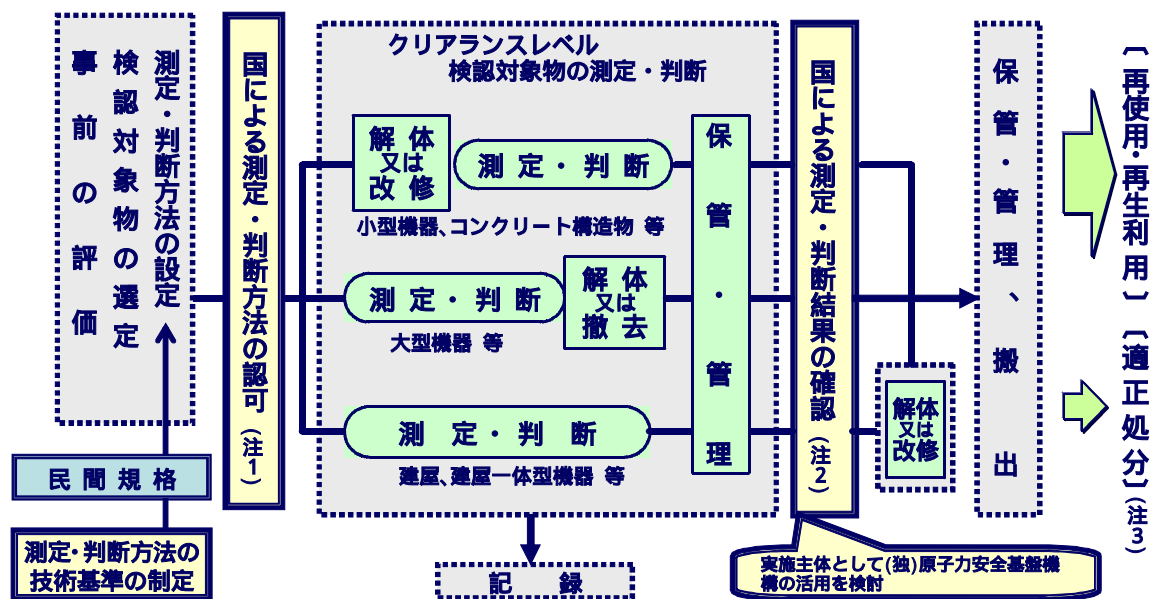 事前の評価
検認対象物の選定
測定・判断方法の設定
民間規格
測定・判断方法の
技術基準の制定
国による測定・判断方法の認可(注1)
クリアランスレベル
検認対象物の測定・判断
解体
又は
改修
測定・判断
小型機器、コンクリート構造物 等
測定・判断
解体
又は
撤去
大型機器 等
測 定・判 断
建屋、建屋一体型機器 等
保管・管理
記 録
国による測定・判断結果の確認(注2)
実施主体として(独)原子力安全基盤機
構の活用を検討
解体
又は
改修
保管・管理、搬出
〔再使用・再生利用〕〔適正処分〕(注3)